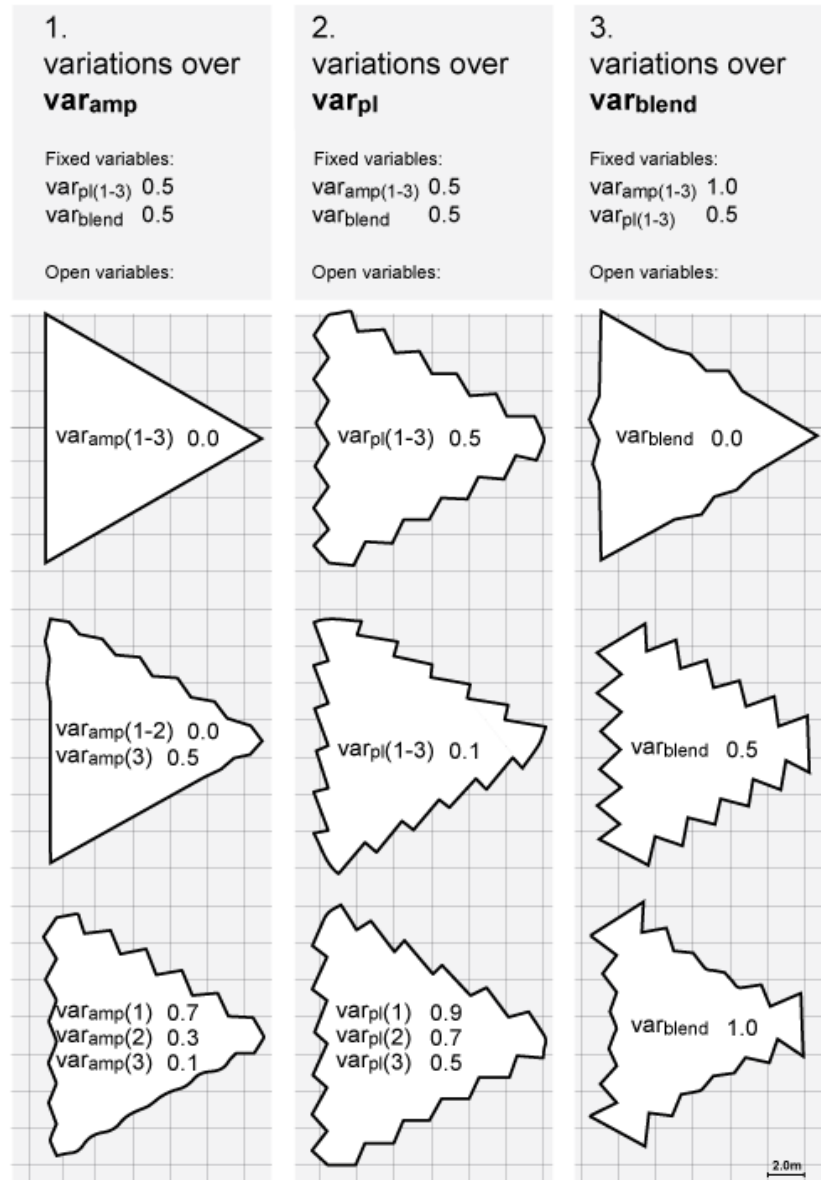 1.
variations over
varamp
Fixed variables:
varpl(1-3) 0.5
varblend 0.5
Open variables:
varamp(1-3) 0.0
varamp(1-2) 0.0
varamp(3) 0.5
varamp(1) 0.7
varamp(2) 0.3
varamp(3) 0.1
2.
variations over
varpl
Fixed variables:
varamp(1-3) 0.5
varblend 0.5
Open variables:
varpl(1-3) 0.5
varpl(1-3) 0.1
varpl(1) 0.9
varpl(2) 0.7
varpl(3) 0.5
3.
variations over
varblend
Fixed variables:
varamp(1-3) 1.0
varpl(1-3) 0.5
Open variables:
varblend 0.0
varblend 0.5
varblend 1.0
2.0m